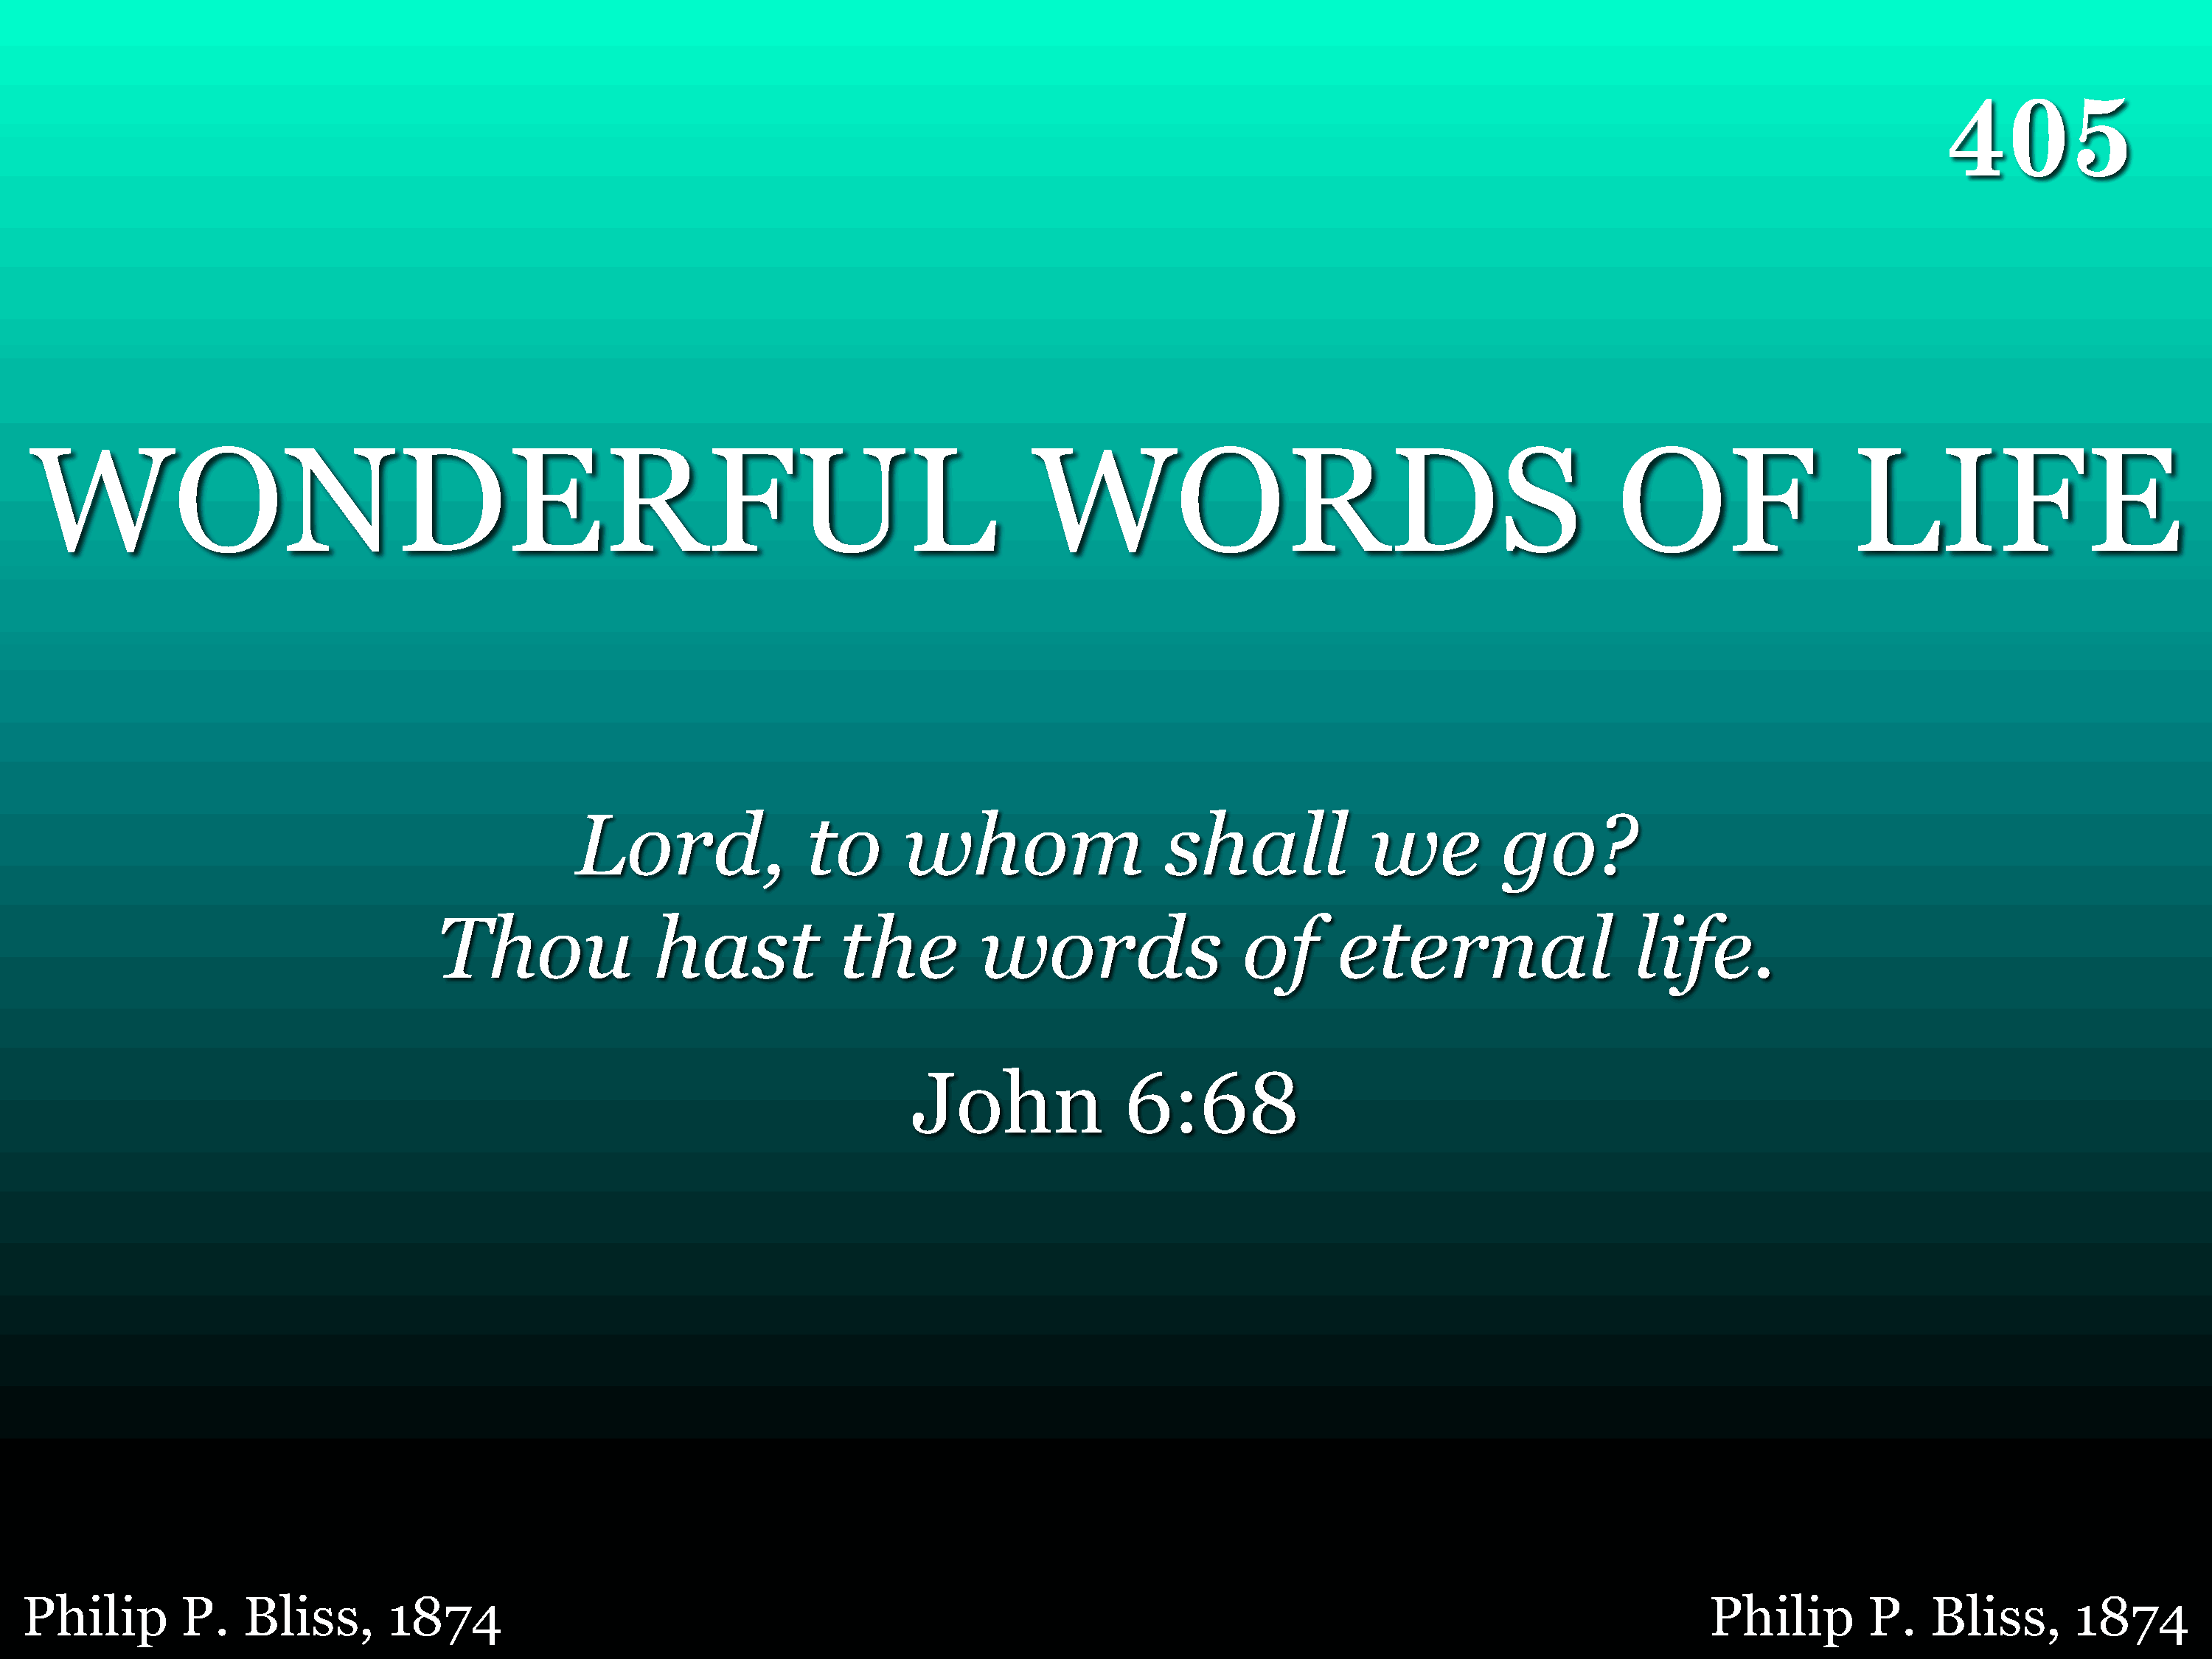 405
WONDERFUL WORDS OF LIFE
Lord, to whom shall we go?
Thou hast the words of eternal life.
John 6:68
Philip P. Bliss, 1874
Philip P. Bliss, 1874